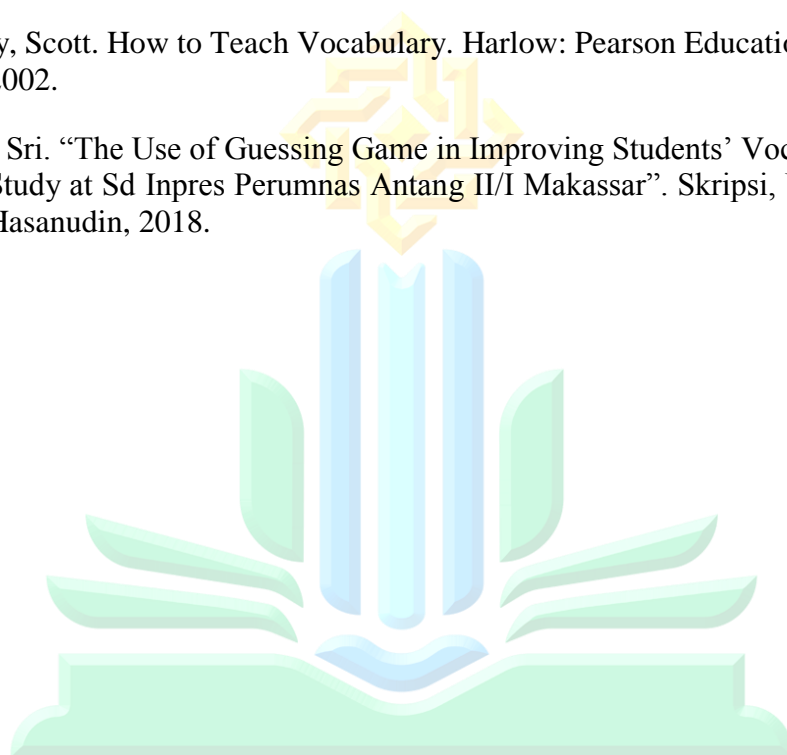 y, Scott. How to Teach Vocabulary. Harlow: Pearson Educatio
2002.
Sri. “The Use of Guessing Game in Improving Students’ Voc
Study at Sd Inpres Perumnas Antang II/I Makassar”. Skripsi,
Hasanudin, 2018.